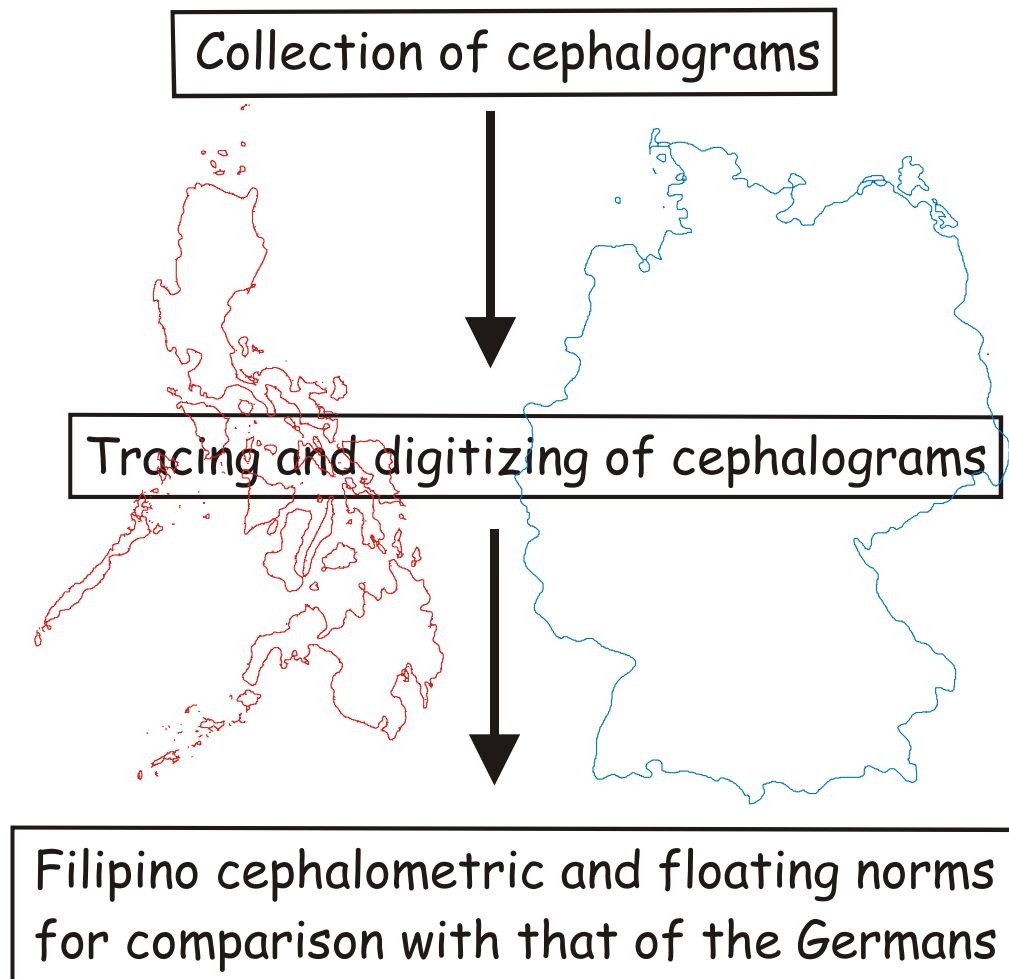 Collection of cephalograms
Tracing and digitizing of cephalograms
Filipino cephalometric and floating norms
for comparison with that of the Germans